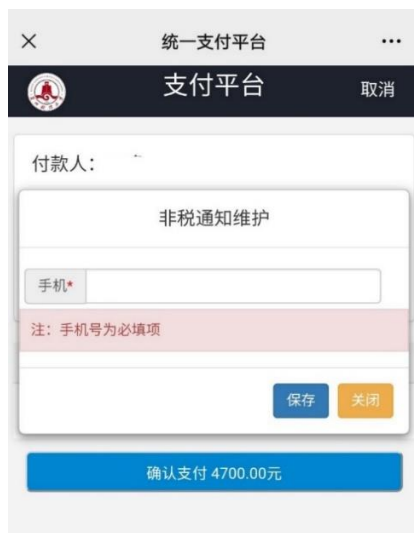 统一支付平台
支付平台
取消
付款人：
非税通知维护
手机*
注：手机号为必填项
保存 关闭
确认支付 4700.00元